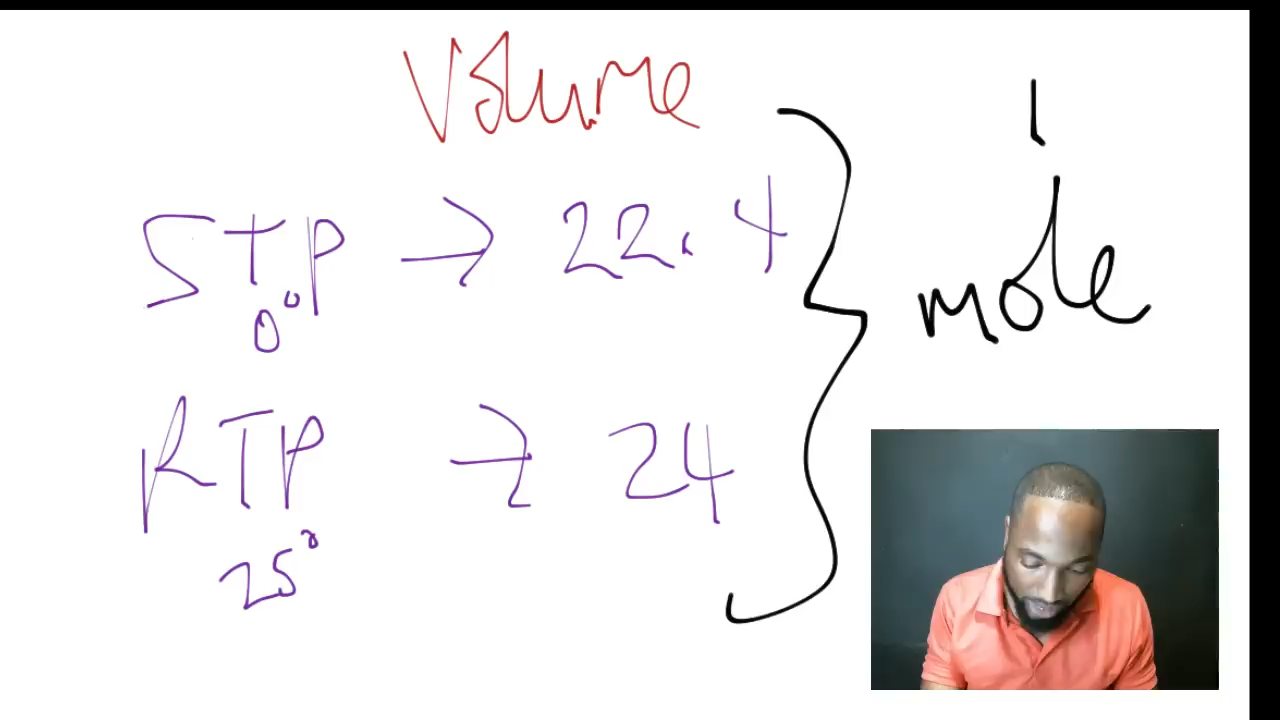 Volume
STP → 22.4
0°
RTP → 24
25°
1
mole